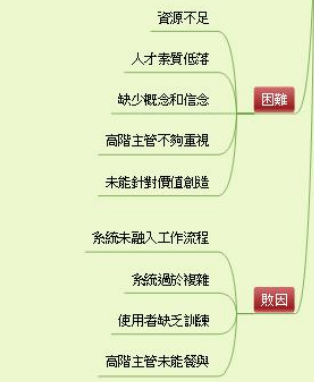 資源不足
人才素質低落
缺少概念和信念
困難
高階主管不夠重視
未能針對價值創造
系統未融入工作流程
系統過於複雜
敗因
使用者缺乏訓練
高階主管未能參與